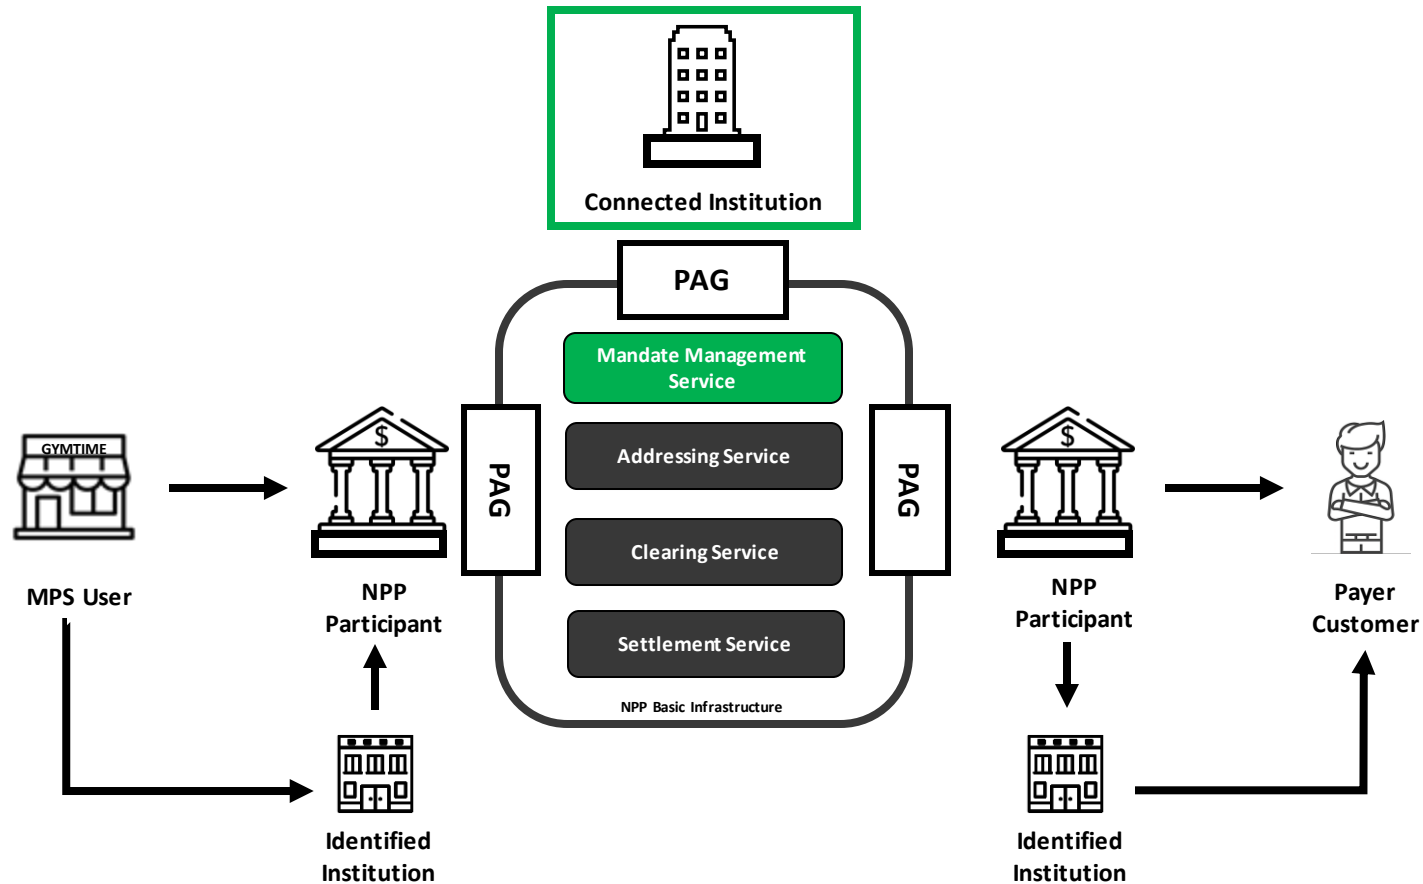 Connected Institution
PAG
Mandate Management
Service
GYMTIME
$
PAG
Addressing Service
PAG
$
Clearing Service
MPS User
NPP
Participant
NPP
Participant
Payer
Customer
Settlement Service
NPP Basic Infrastructure
Identified
Institution
Identified
Institution